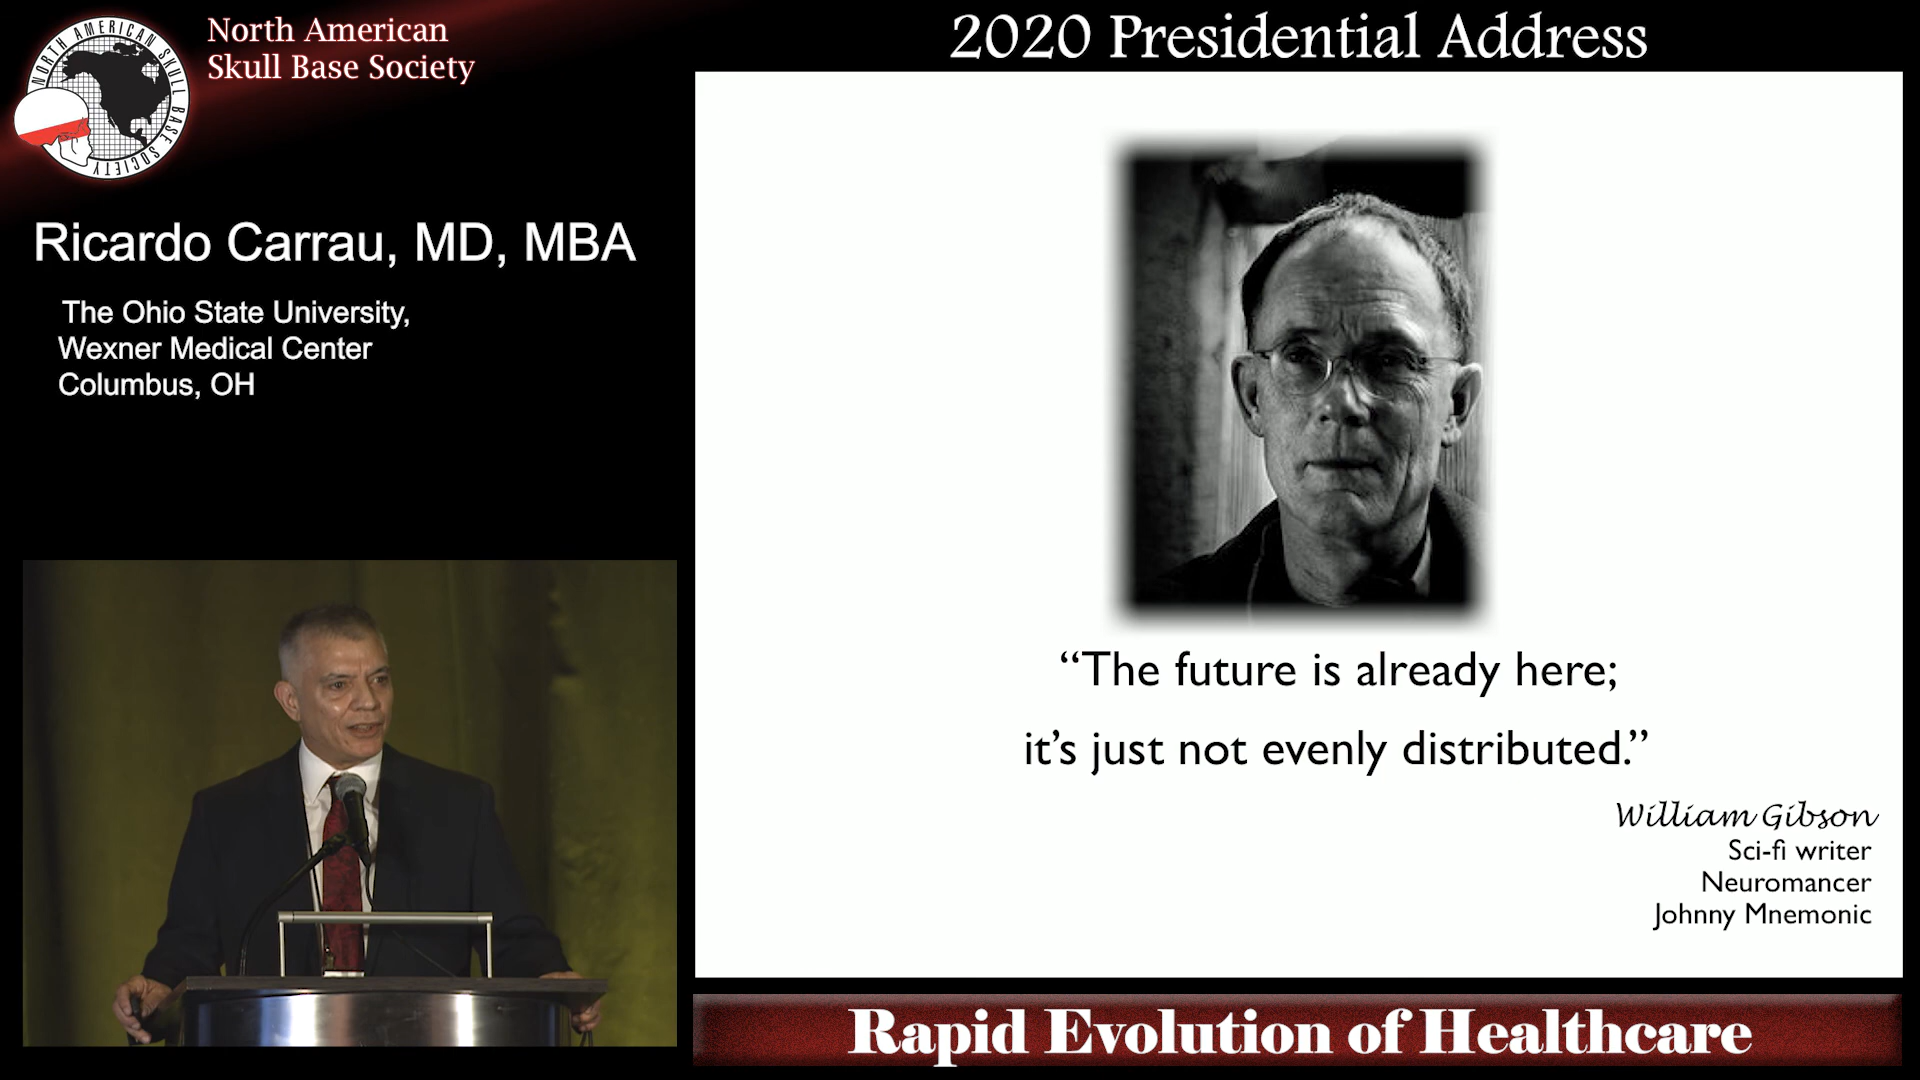 NORTH AMERICAN SKULL BASE SOCIETY
North American
Skull Base Society
2020 Presidential Address
Ricardo Carrau, MD, MBA
The Ohio State University,
Wexner Medical Center
Columbus, OH
“The future is already here;
it’s just not evenly distributed.”
William Gibson
Sci-fi writer
Neuromancer
Johnny Mnemonic
Rapid Evolution of Healthcare